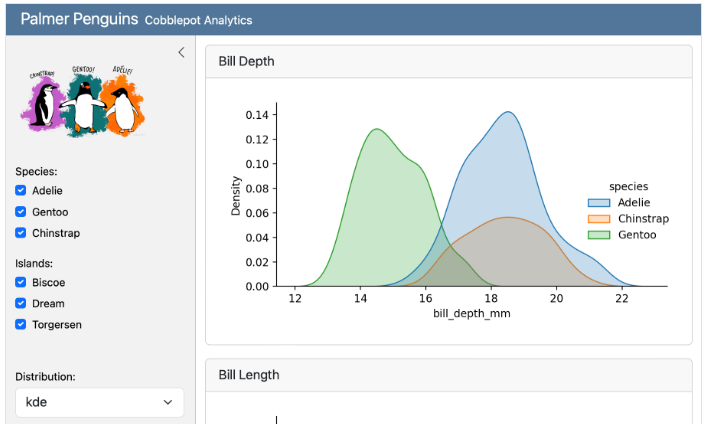 Palmer Penguins Cobblepot Analytics
CHINSTRAP! GENTOO! ADÉLIE!
Species:
Adelie
Gentoo
Chinstrap
Islands:
Biscoe
Dream
Torgersen
Distribution:
kde
Bill Depth
0.14
0.12
0.10
0.08
0.06
0.04
0.02
0.00
Density
12 14 16 18 20 22
bill_depth_mm
species
Adelie
Chinstrap
Gentoo
Bill Length